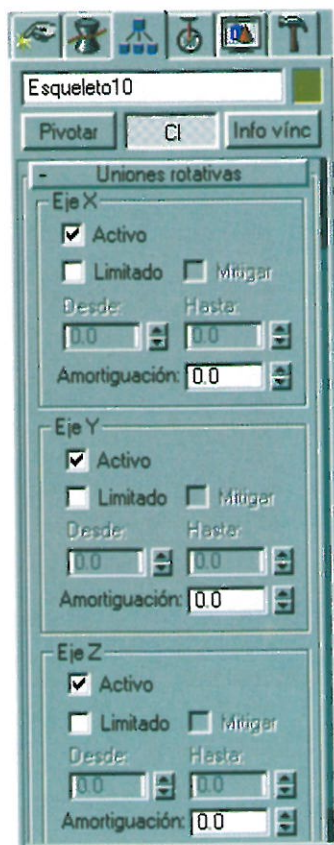 Esqueleto10
Pivotar CI Info vínc
- Uniones rotativas
Eje X
Activo
Limitado Mitigar
Desde: Hasta:
0.0 0.0
Amortiguación: 0.0
Eje Y
Activo
Limitado Mitigar
Desde: Hasta:
0.0 0.0
Amortiguación: 0.0
Eje Z
Activo
Limitado Mitigar
Desde: Hasta:
0.0 0.0
Amortiguación: 0.0